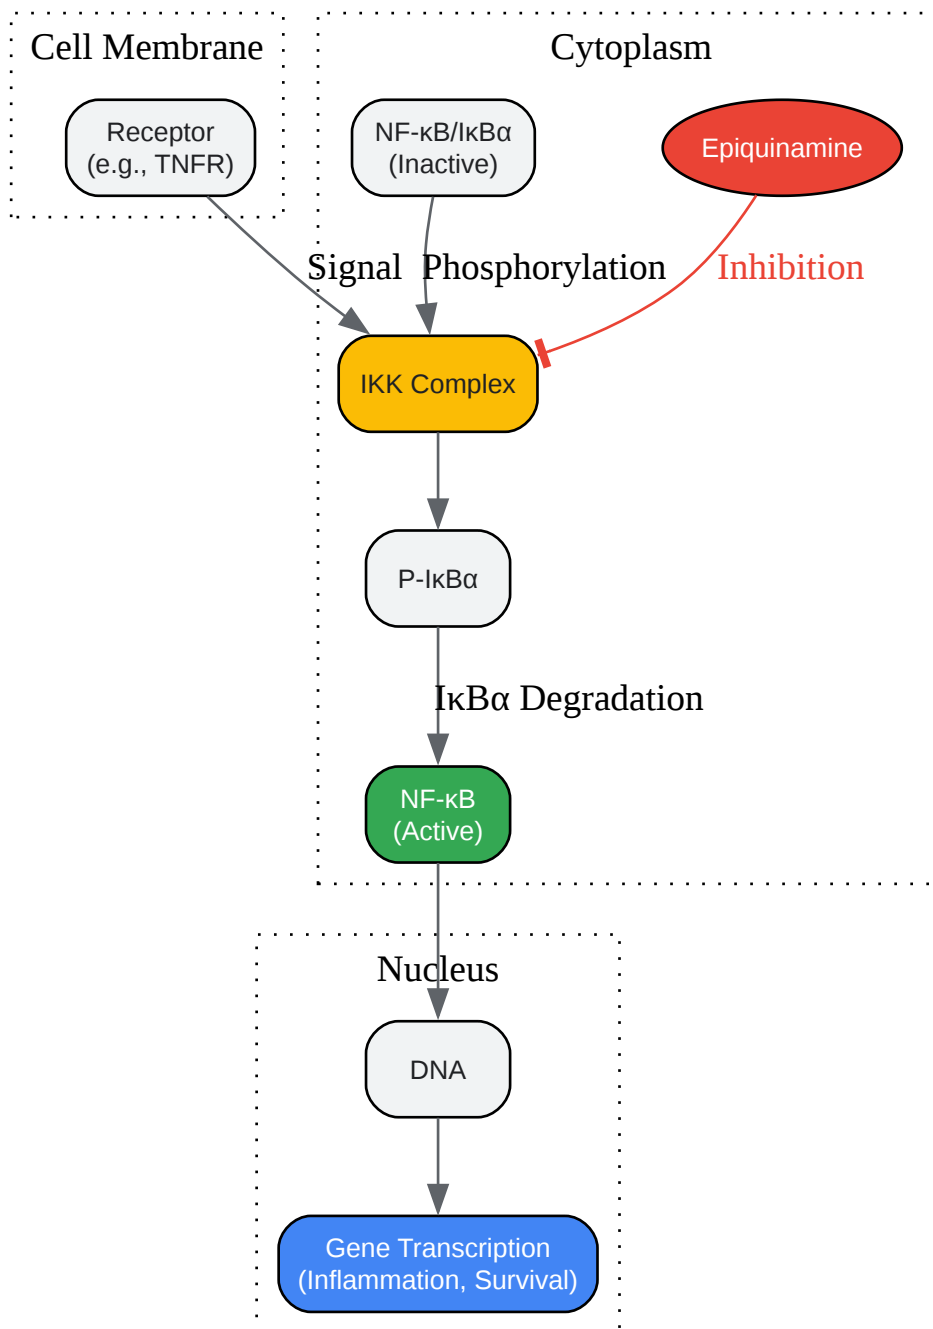 Cell Membrane
Cytoplasm
Receptor
(e.g., TNFR)
NF-κB/IκBα
(Inactive)
Epiquinamine
Signal
Phosphorylation
Inhibition
IKK Complex
P-IκBα
IκBα Degradation
NF-κB
(Active)
Nucleus
DNA
Gene Transcription
(Inflammation, Survival)